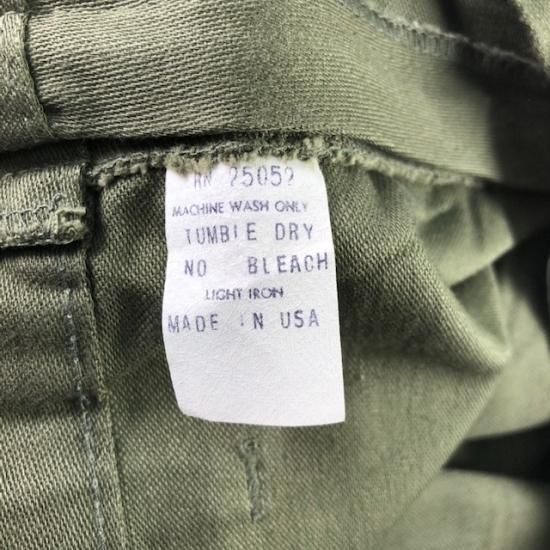 RN 25052
MACHINE WASH ONLY
TUMBLE DRY
NO BLEACH
LIGHT IRON
MADE IN USA